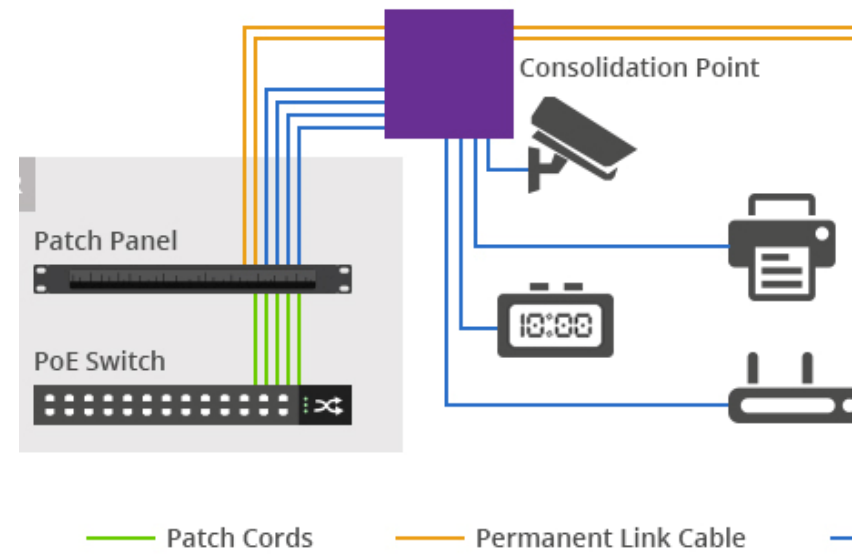 Consolidation Point
Patch Panel
10:00
PoE Switch
Patch Cords
Permanent Link Cable